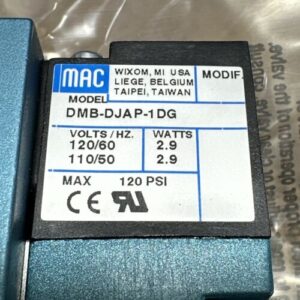 MAC
WIXOM, MI USA
LIEGE, BELGIUM
TAIPEI, TAIWAN
MODIF.
MODEL
DMB-DJAP-1DG
VOLTS / HZ. WATTS
120/60 2.9
110/50 2.9
MAX 120 PSI
CE